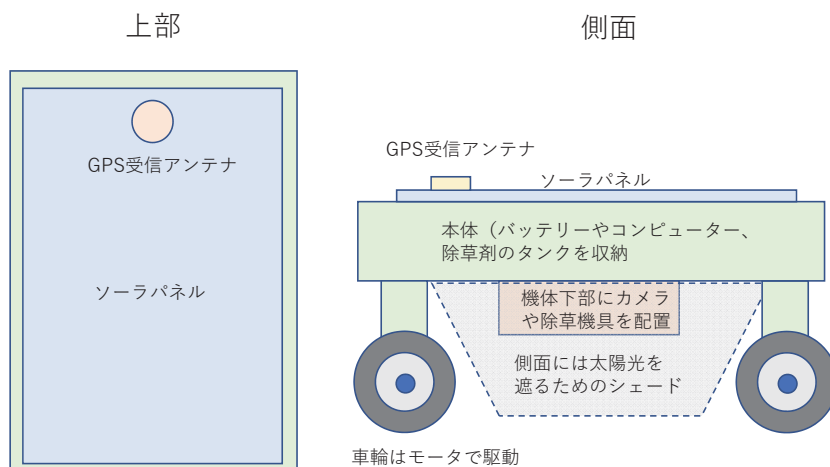 上部
側面
GPS受信アンテナ
ソーラパネル
GPS受信アンテナ
ソーラパネル
本体（バッテリーやコンピューター、
除草剤のタンクを収納
機体下部にカメラ
や除草機具を配置
側面には太陽光を
遮るためのシェード
車輪はモータで駆動